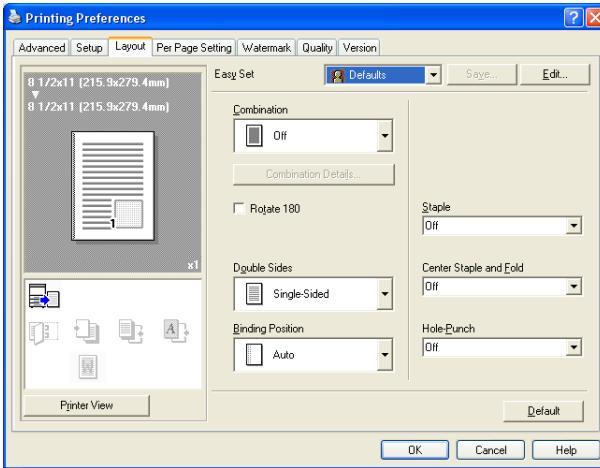 Printing Preferences
Advanced Setup Layout Per Page Setting Watermark Quality Version
8 1/2x11 (215.9x279.4mm)
8 1/2x11 (215.9x279.4mm)
1
x1
Printer View
Easy Set Defaults Save... Edit...
Combination
Off
Combination Details...
Rotate 180
Double Sides
Single-Sided
Binding Position
Auto
Staple
Off
Center Staple and Fold
Off
Hole-Punch
Off
Default
OK Cancel Help